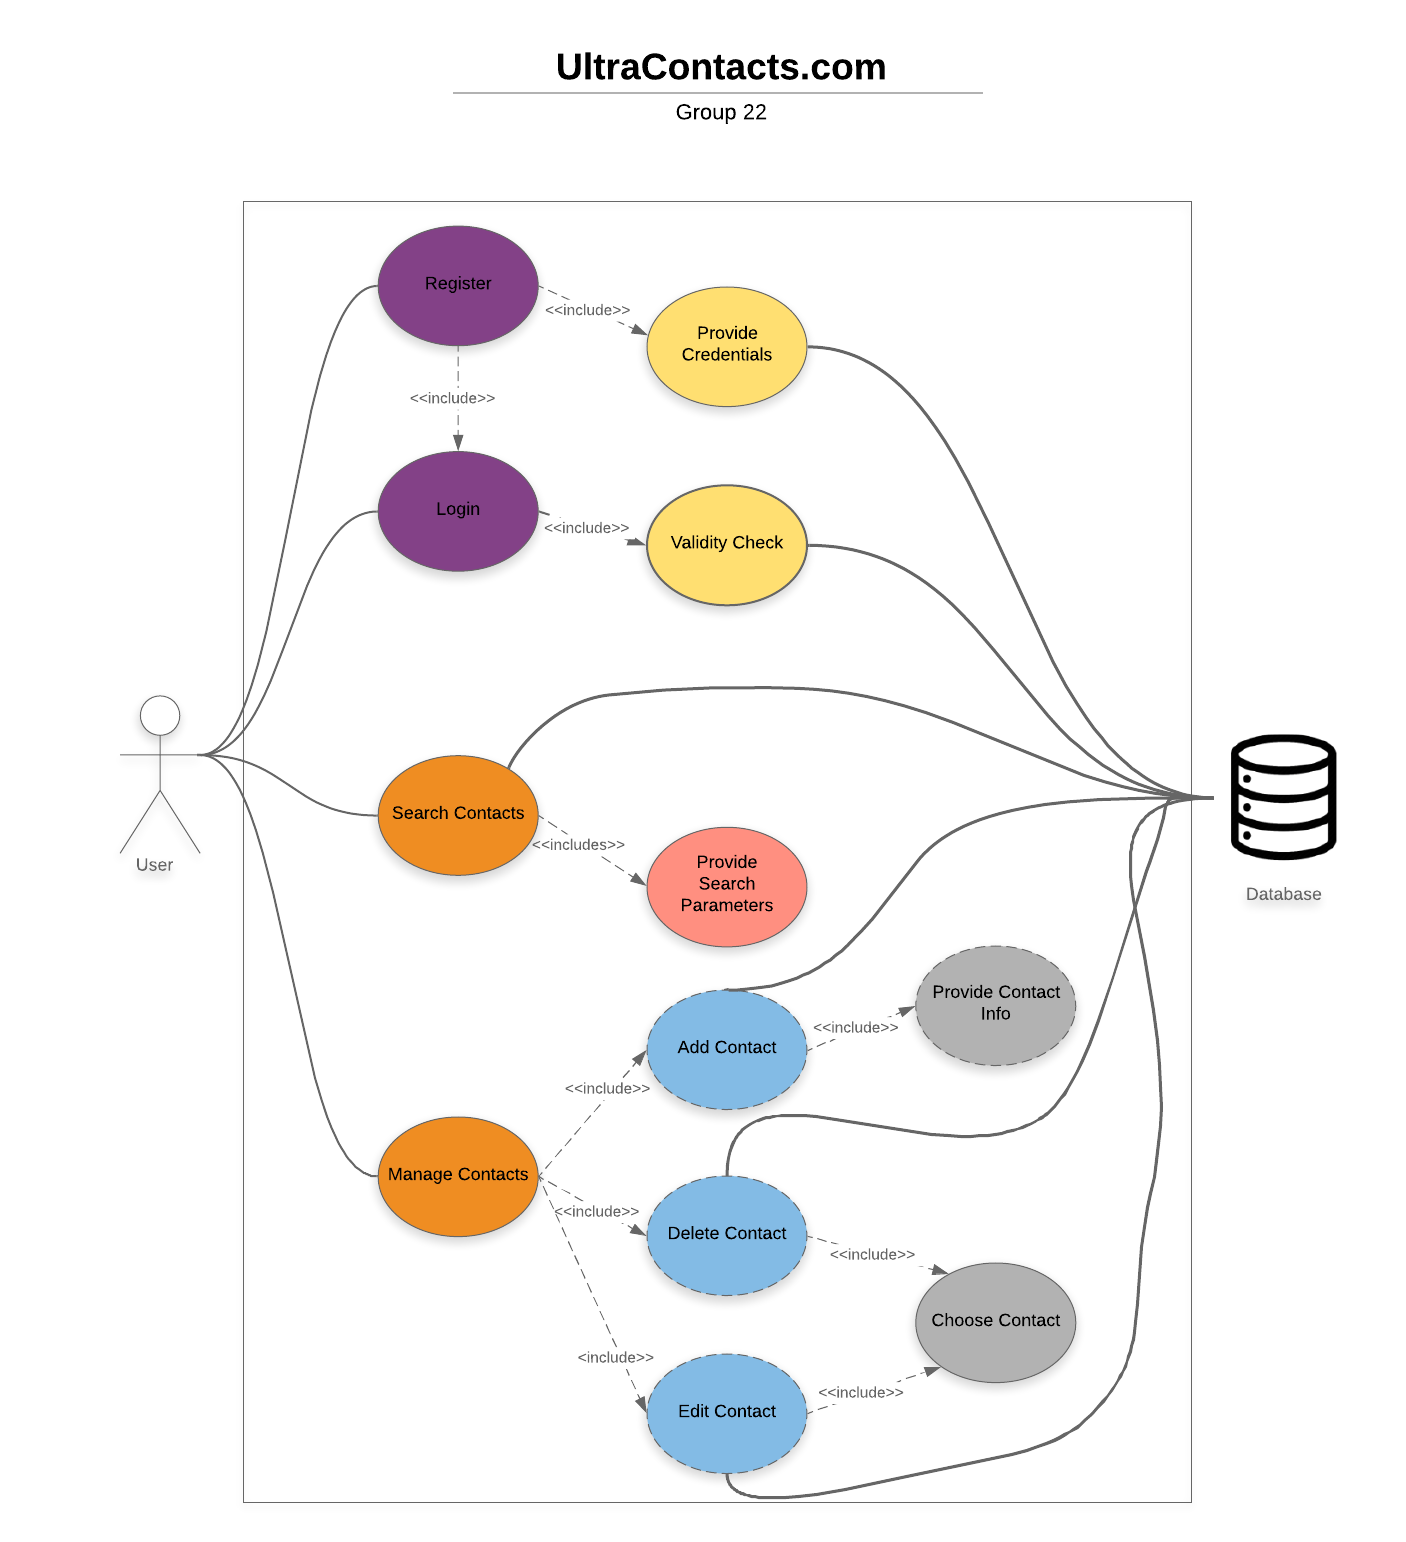 UltraContacts.com
Group 22
Register
<<include>>
Provide
Credentials
<<include>>
Login
<<include>>
Validity Check
User
Search Contacts
<<includes>>
Provide
Search
Parameters
Database
Provide Contact
Info
<<include>>
Add Contact
<<include>>
Manage Contacts
<<include>>
Delete Contact
<<include>>
Choose Contact
<include>>
<<include>>
Edit Contact